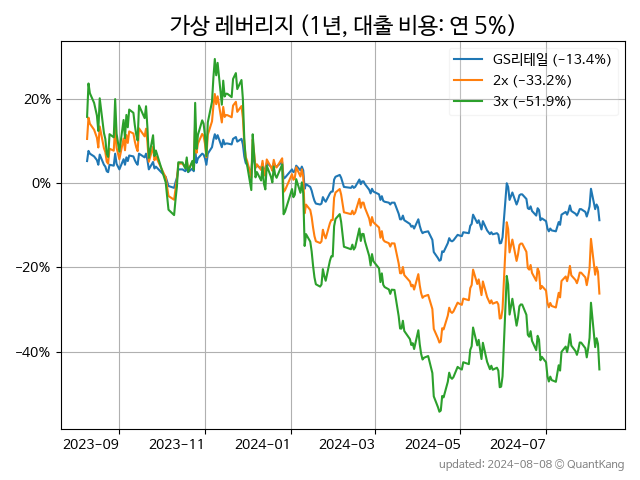 가상 레버리지 (1년, 대출 비용: 연 5%)
GS리테일 (−13.4%)
2x (−33.2%)
3x (−51.9%)
20%
0%
−20%
−40%
2023-09 2023-11 2024-01 2024-03 2024-05 2024-07
updated: 2024-08-08 © QuantKang